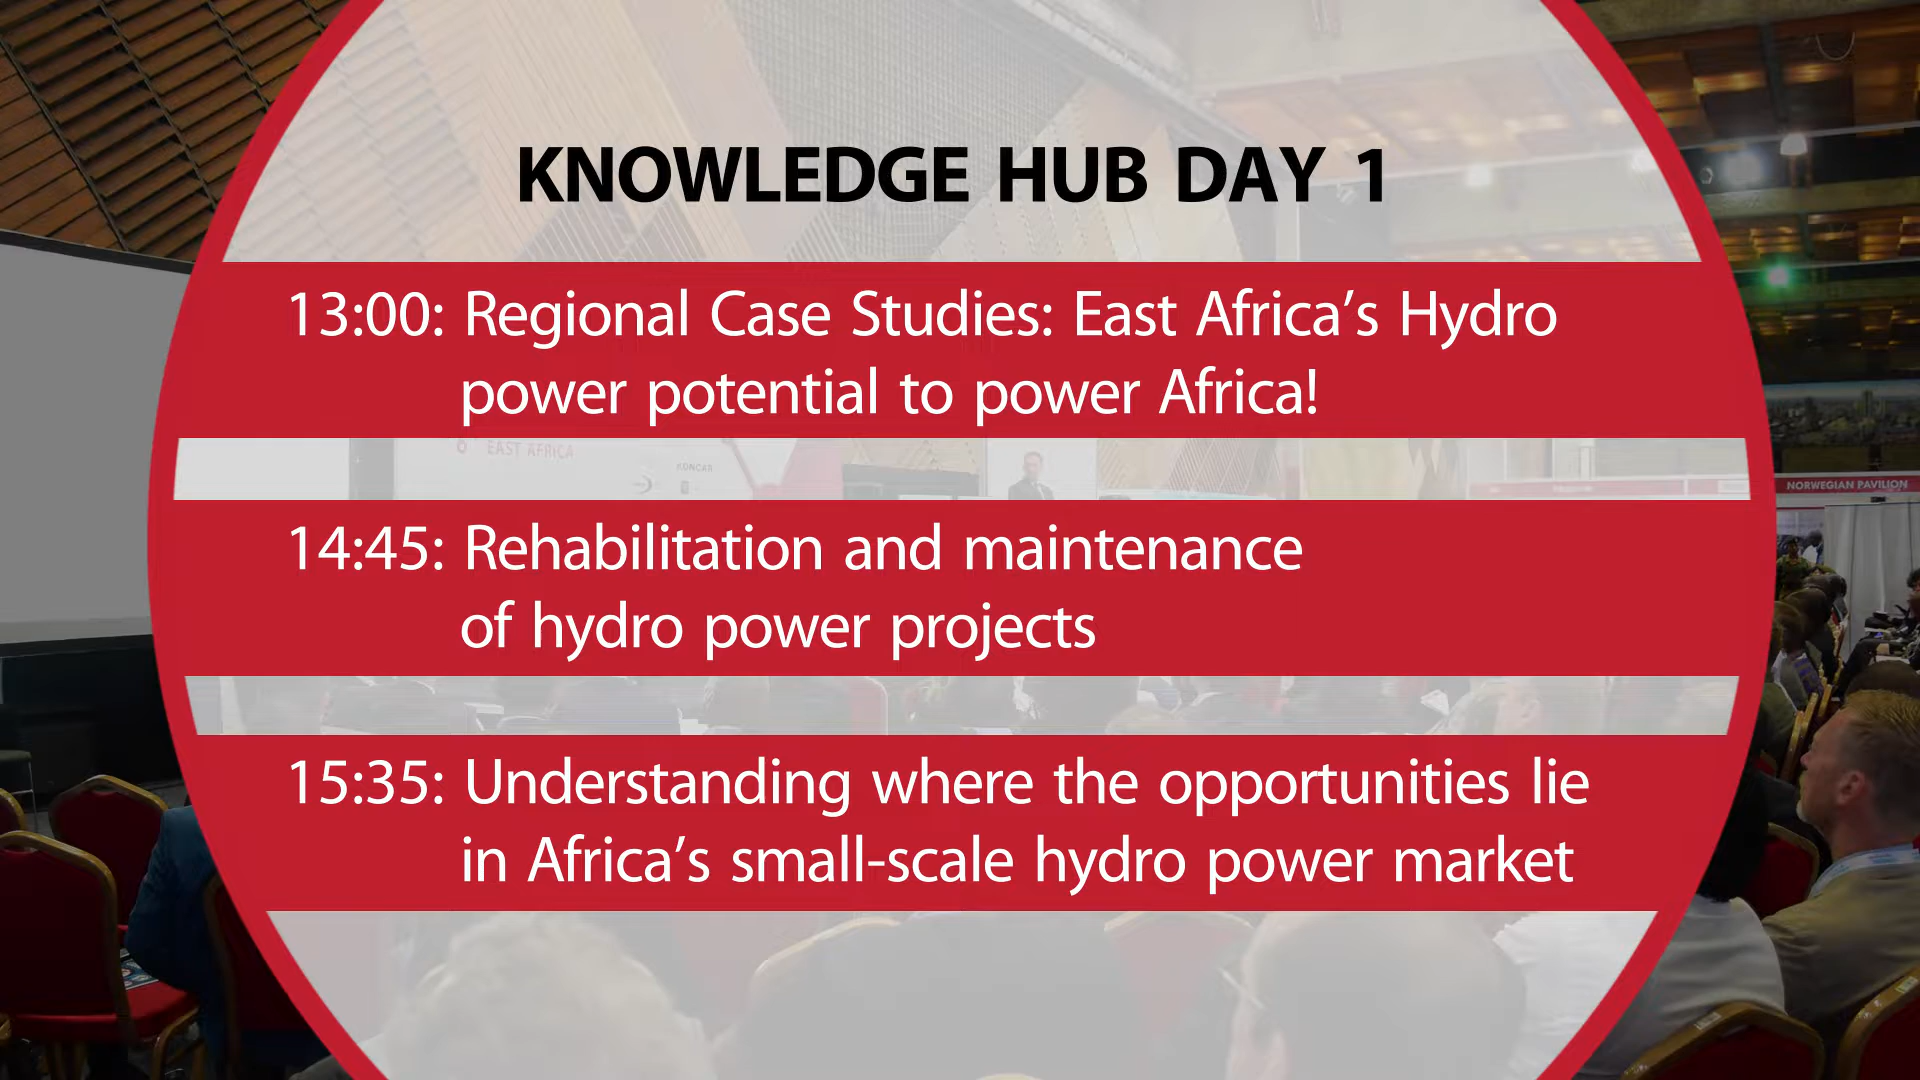 KNOWLEDGE HUB DAY 1
13:00: Regional Case Studies: East Africa’s Hydro
power potential to power Africa!
EAST AFRICA
KONCAR
NORWEGIAN PAVILION
14:45: Rehabilitation and maintenance
of hydro power projects
15:35: Understanding where the opportunities lie
in Africa’s small-scale hydro power market